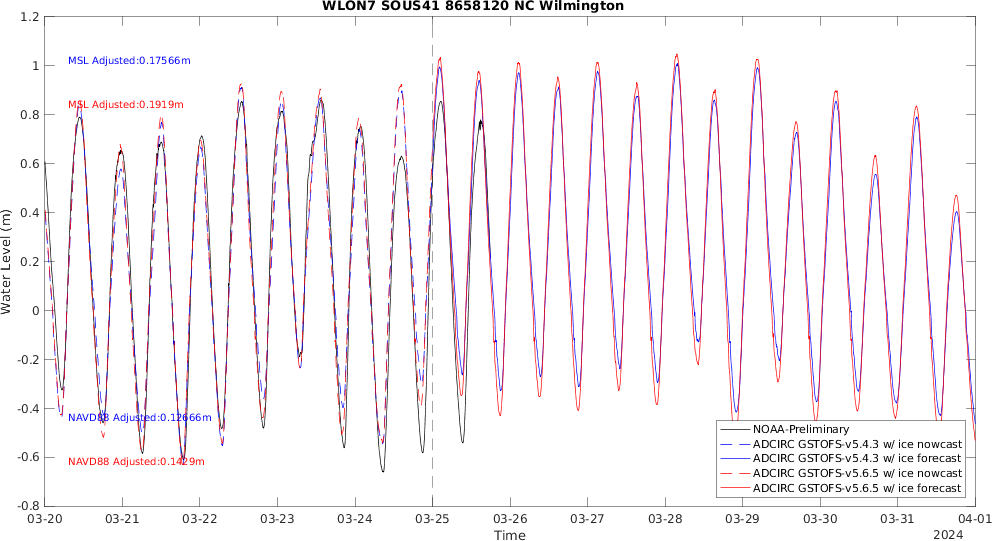 WLON7 SOUS41 8658120 NC Wilmington
1.2
1
0.8
0.6
0.4
0.2
0
-0.2
-0.4
-0.6
-0.8
Water Level (m)
MSL Adjusted:0.17566m
MSL Adjusted:0.1919m
NAVD88 Adjusted:0.12666m
NAVD88 Adjusted:0.1429m
NOAA-Preliminary
ADCIRC GSTOFS-v5.4.3 w/ ice nowcast
ADCIRC GSTOFS-v5.4.3 w/ ice forecast
ADCIRC GSTOFS-v5.6.5 w/ ice nowcast
ADCIRC GSTOFS-v5.6.5 w/ ice forecast
03-20 03-21 03-22 03-23 03-24 03-25 03-26 03-27 03-28 03-29 03-30 03-31 04-01
Time
2024